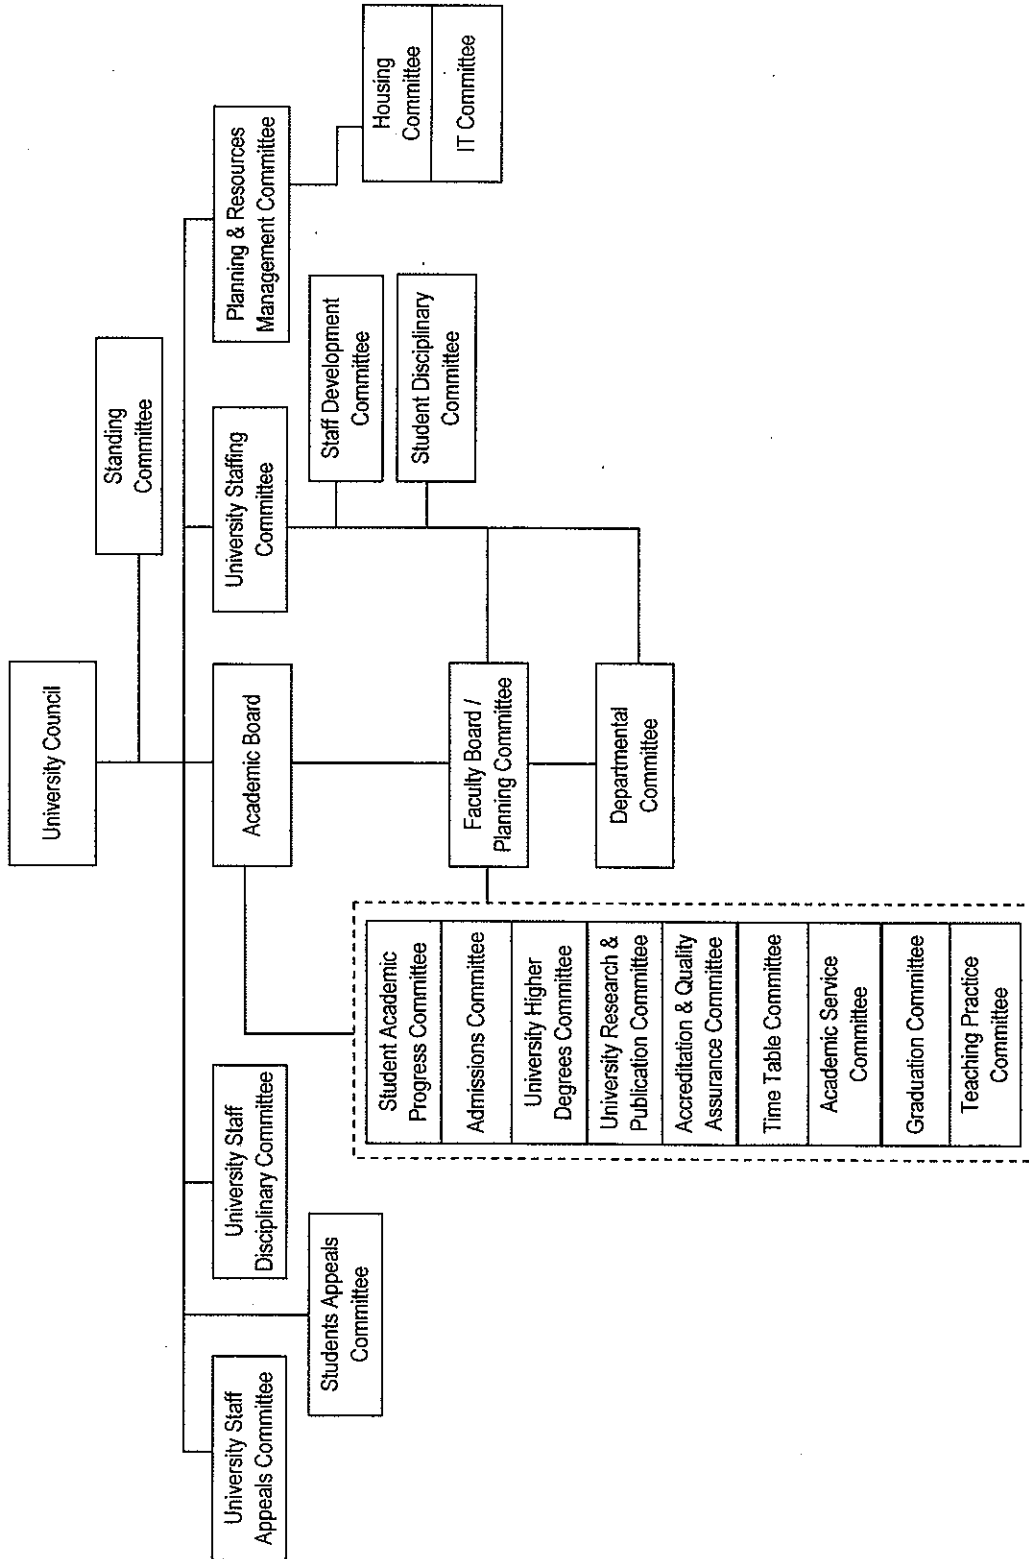 University Council
Standing
Committee
University Staff
Appeals Committee
Students Appeals
Committee
University Staff
Disciplinary Committee
Academic Board
University Staffing
Committee
Planning & Resources
Management Committee
Staff Development
Committee
Student Disciplinary
Committee
Housing
Committee
IT Committee
Student Academic
Progress Committee
Admissions Committee
University Higher
Degrees Committee
University Research &
Publication Committee
Accreditation & Quality
Assurance Committee
Time Table Committee
Academic Service
Committee
Graduation Committee
Teaching Practice
Committee
Faculty Board /
Planning Committee
Departmental
Committee